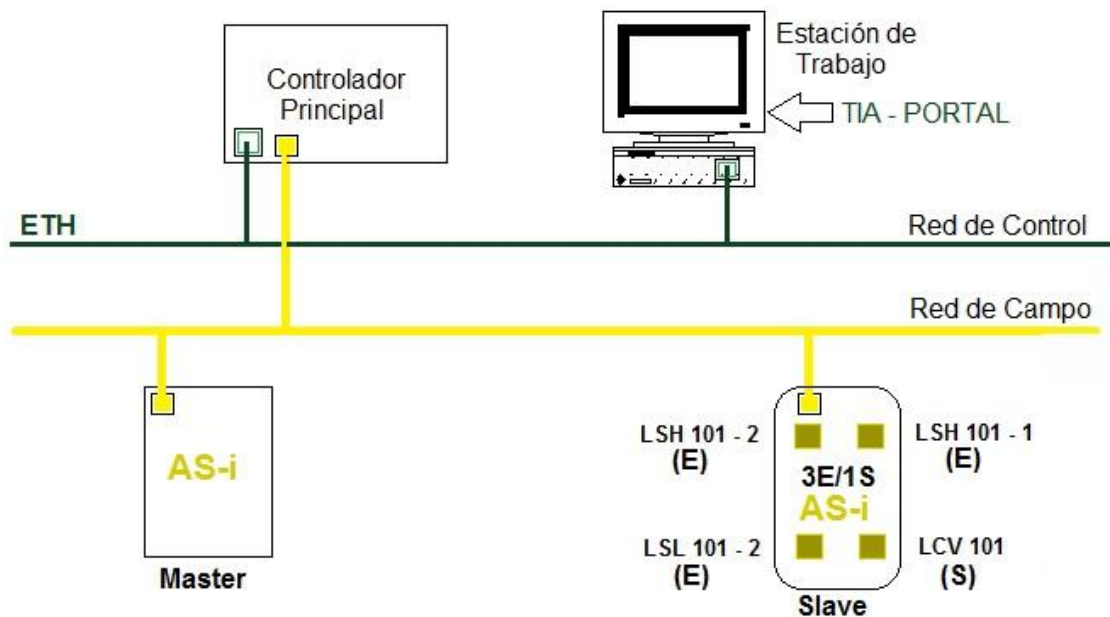 Controlador
Principal
Estación de
Trabajo
TIA - PORTAL
ETH
Red de Control
Red de Campo
AS-i
Master
LSH 101 - 2
(E)
LSH 101 - 1
(E)
3E/1S
AS-i
LSL 101 - 2
(E)
LCV 101
(S)
Slave